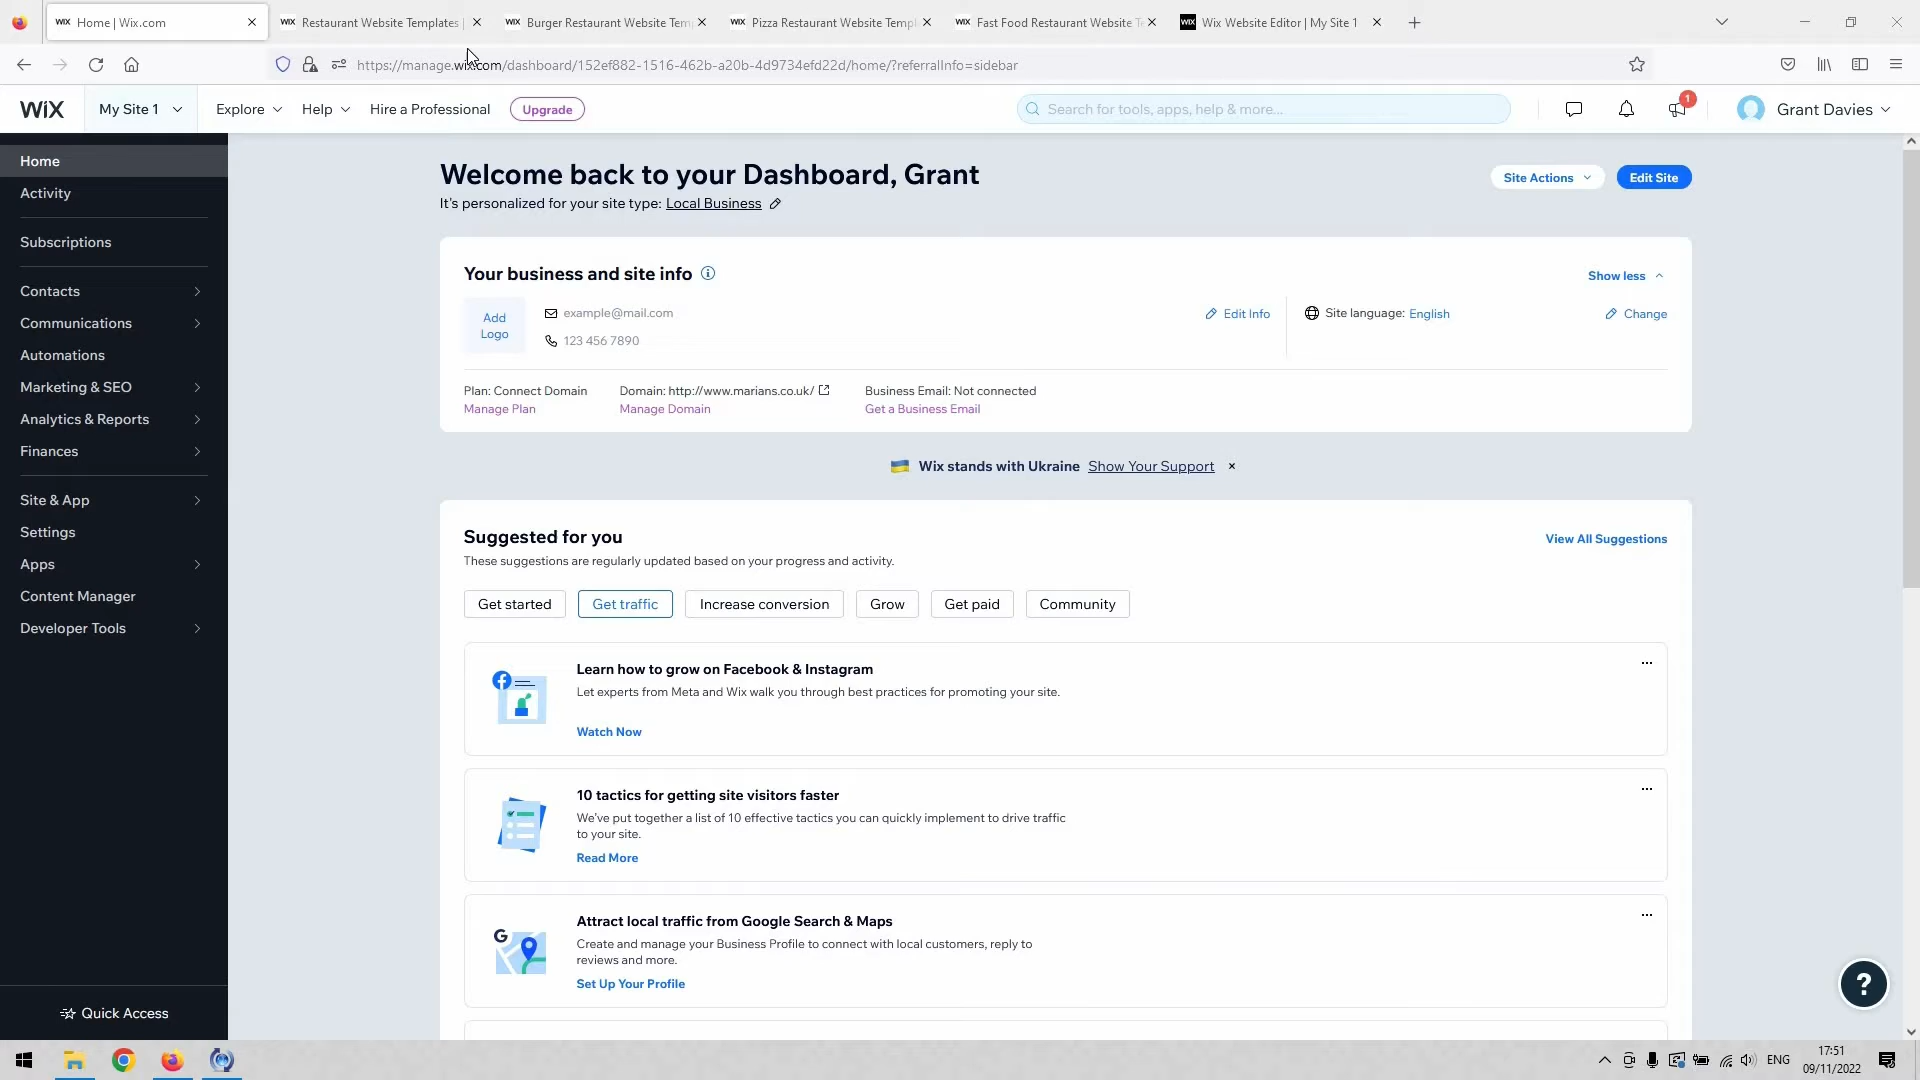 WIX Home | Wix.com
WIX Restaurant Website Templates |
WIX Burger Restaurant Website Tem
WIX Pizza Restaurant Website Templ
WIX Fast Food Restaurant Website Te
WIX Wix Website Editor | My Site 1
https://manage.wix.com/dashboard/152ef882-1516-462b-a20b-4d9734efd22d/home/?referralInfo=sidebar
WIX
My Site 1
Explore
Help
Hire a Professional
Upgrade
Search for tools, apps, help & more...
1
Grant Davies
Home
Activity
Subscriptions
Contacts
Communications
Automations
Marketing & SEO
Analytics & Reports
Finances
Site & App
Settings
Apps
Content Manager
Developer Tools
Quick Access
Welcome back to your Dashboard, Grant
It's personalized for your site type: Local Business
Site Actions
Edit Site
Your business and site info
Show less
Add
Logo
example@mail.com
123 456 7890
Edit Info
Site language: English
Change
Plan: Connect Domain
Manage Plan
Domain: http://www.marians.co.uk/
Manage Domain
Business Email: Not connected
Get a Business Email
Wix stands with Ukraine Show Your Support
Suggested for you
View All Suggestions
These suggestions are regularly updated based on your progress and activity.
Get started
Get traffic
Increase conversion
Grow
Get paid
Community
Learn how to grow on Facebook & Instagram
Let experts from Meta and Wix walk you through best practices for promoting your site.
Watch Now
10 tactics for getting site visitors faster
We've put together a list of 10 effective tactics you can quickly implement to drive traffic
to your site.
Read More
G
Attract local traffic from Google Search & Maps
Create and manage your Business Profile to connect with local customers, reply to
reviews and more.
Set Up Your Profile
?
ENG
17:51
09/11/2022